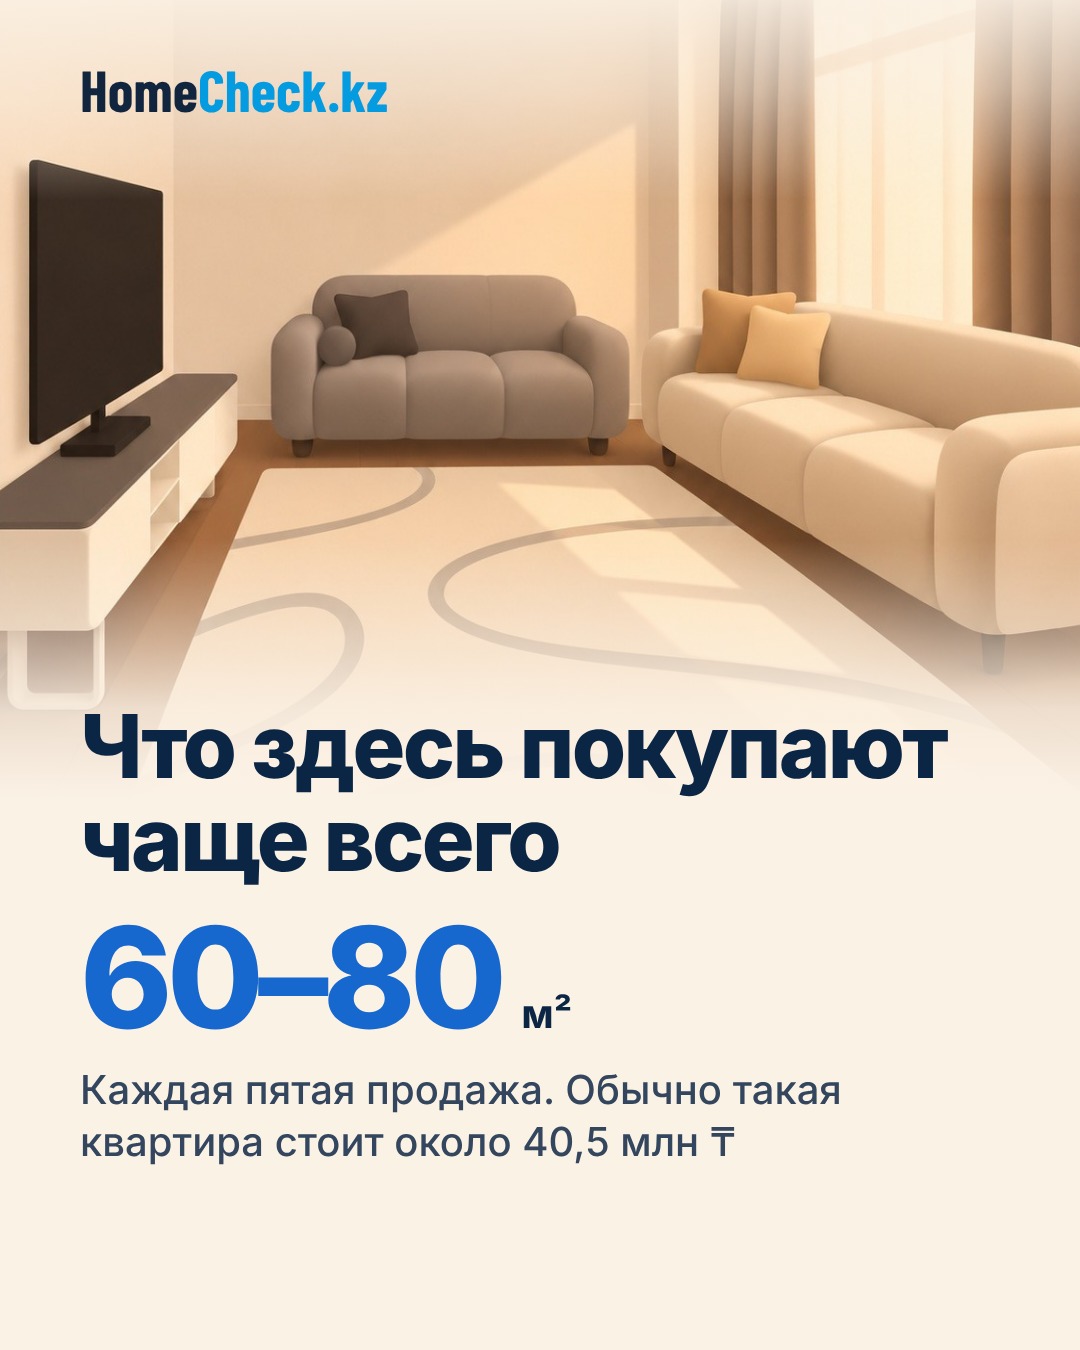 HomeCheck.kz
Что здесь покупают
чаще всего
60–80 м²
Каждая пятая продажа. Обычно такая
квартира стоит около 40,5 млн ₸